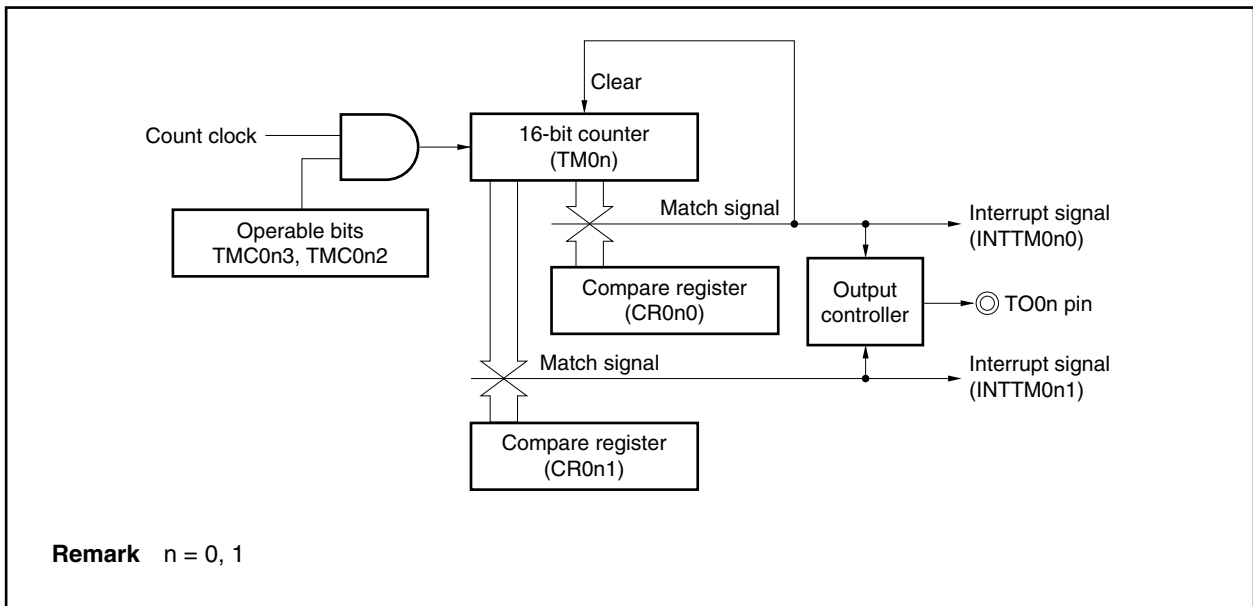 Clear
Count clock
16-bit counter
(TM0n)
Operable bits
TMC0n3, TMC0n2
Match signal
Interrupt signal
(INTTM0n0)
Compare register
(CR0n0)
Output
controller
TO0n pin
Match signal
Interrupt signal
(INTTM0n1)
Compare register
(CR0n1)
Remark n = 0, 1